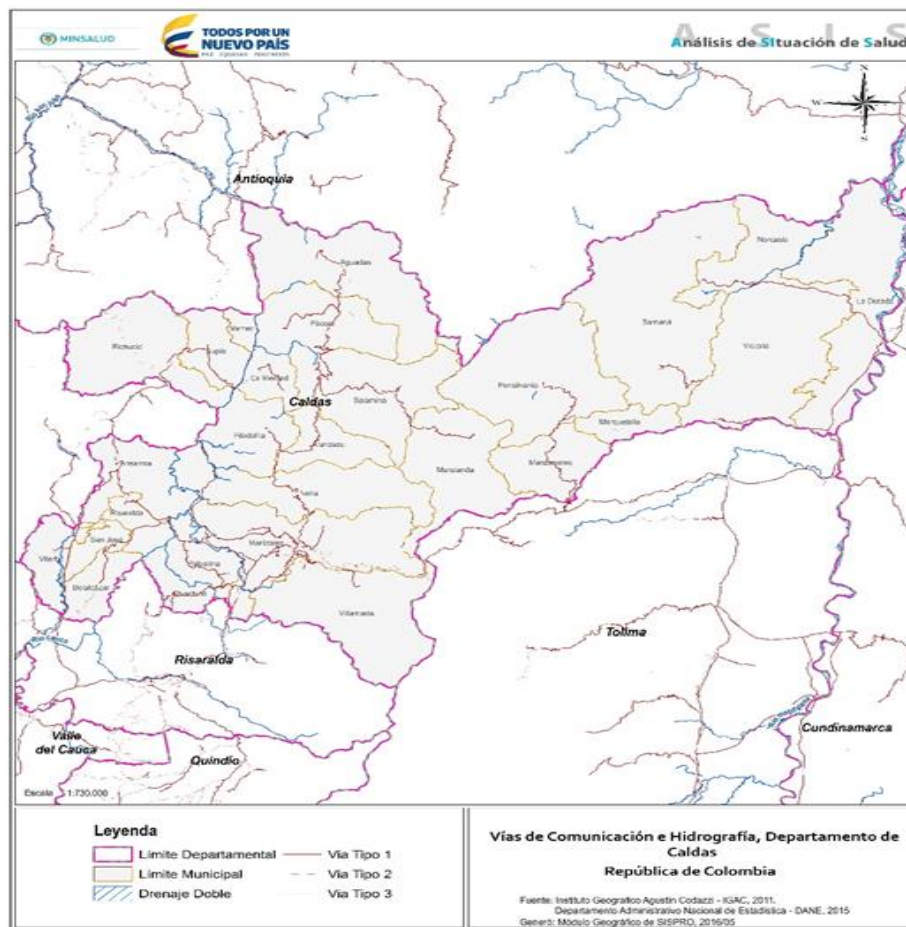 MINSALUD
TODOS POR UN
NUEVO PAÍS
PAZ EQUIDAD EDUCACIÓN
A S I S
Análisis de Situación de Salud
N
W
Antioquia
Aguadas
Norcasia
La Dorada
Riosucio
Supía
Pácora
Samaná
Victoria
La Merced
Caldas
Salamina
Pensilvania
Marquetalia
Filadelfia
Aranzazu
Marulanda
Manzanares
Anserma
Neira
Risaralda
San José
Manizales
Palestina
Viterbo
Belalcázar
Chinchiná
Villamaría
Tolima
Risaralda
Valle
del Cauca
Quindío
Cundinamarca
Escala 1:730.000
Leyenda
Límite Departamental
Vía Tipo 1
Límite Municipal
Vía Tipo 2
Drenaje Doble
Vía Tipo 3
Vías de Comunicación e Hidrografía, Departamento de
Caldas
República de Colombia
Fuente: Instituto Geografico Agustin Codazzi - IGAC, 2011.
Departamento Administrativo Nacional de Estadística - DANE, 2015
Generó: Módulo Geográfico de SISPRO, 2016/05